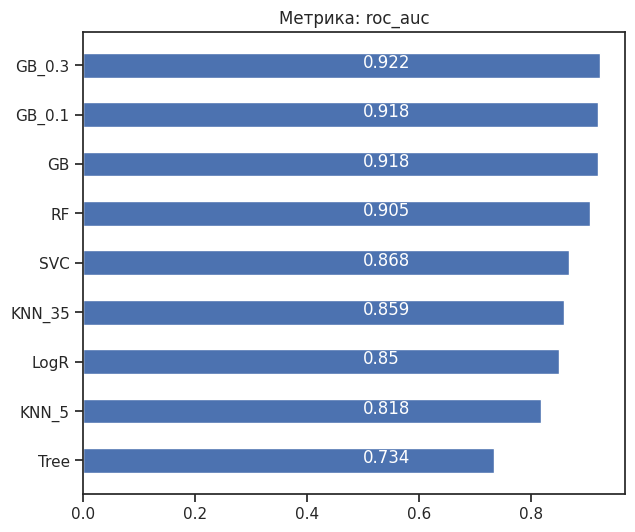 Метрика: roc_auc
GB_0.3 0.922
GB_0.1 0.918
GB 0.918
RF 0.905
SVC 0.868
KNN_35 0.859
LogR 0.85
KNN_5 0.818
Tree 0.734
0.0 0.2 0.4 0.6 0.8